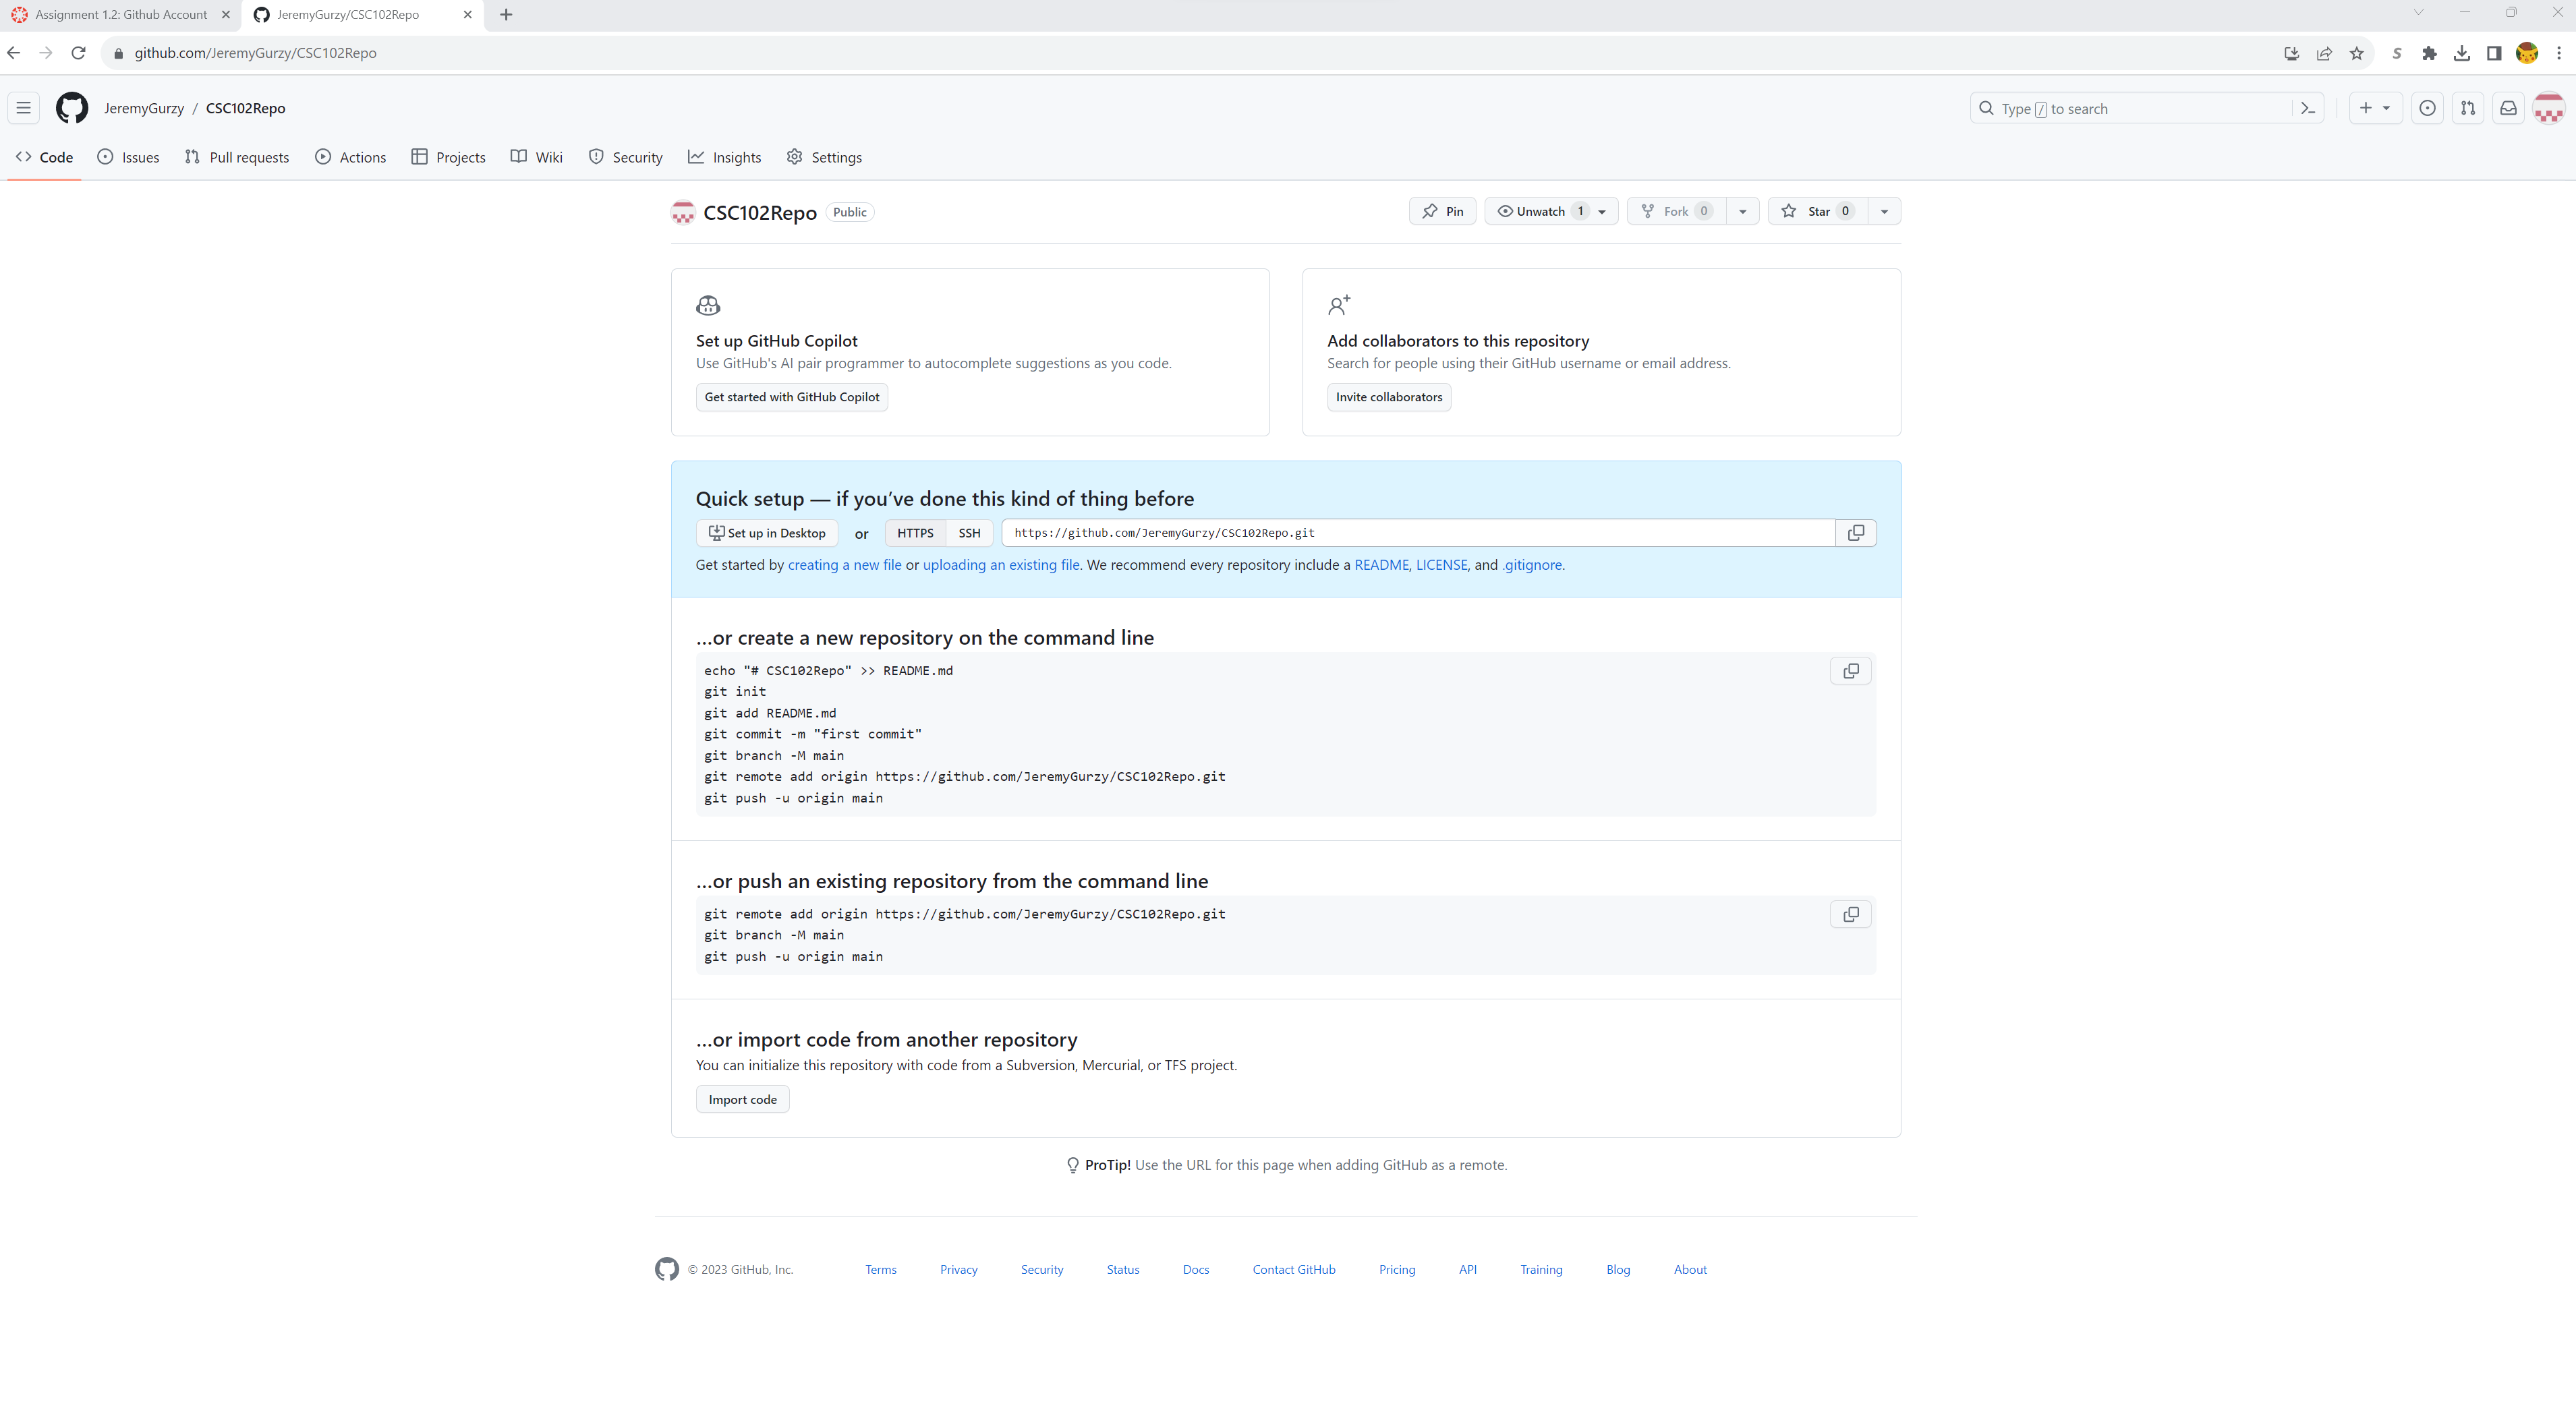 Assignment 1.2: Github Account
JeremyGurzy/CSC102Repo
github.com/JeremyGurzy/CSC102Repo
JeremyGurzy / CSC102Repo
Type / to search
Code Issues Pull requests Actions Projects Wiki Security Insights Settings
CSC102Repo Public
Pin Unwatch 1 Fork 0 Star 0
Set up GitHub Copilot
Use GitHub's AI pair programmer to autocomplete suggestions as you code.
Get started with GitHub Copilot
Add collaborators to this repository
Search for people using their GitHub username or email address.
Invite collaborators
Quick setup — if you’ve done this kind of thing before
Set up in Desktop or HTTPS SSH https://github.com/JeremyGurzy/CSC102Repo.git
Get started by creating a new file or uploading an existing file. We recommend every repository include a README, LICENSE, and .gitignore.
…or create a new repository on the command line
echo "# CSC102Repo" >> README.md
git init
git add README.md
git commit -m "first commit"
git branch -M main
git remote add origin https://github.com/JeremyGurzy/CSC102Repo.git
git push -u origin main
…or push an existing repository from the command line
git remote add origin https://github.com/JeremyGurzy/CSC102Repo.git
git branch -M main
git push -u origin main
…or import code from another repository
You can initialize this repository with code from a Subversion, Mercurial, or TFS project.
Import code
ProTip! Use the URL for this page when adding GitHub as a remote.
© 2023 GitHub, Inc. Terms Privacy Security Status Docs Contact GitHub Pricing API Training Blog About